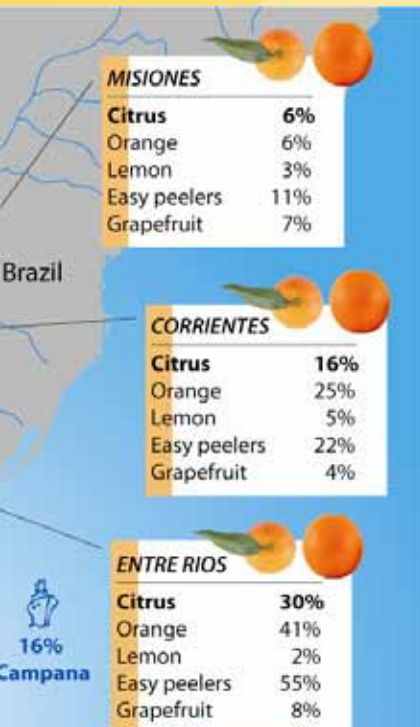 MISIONES
Citrus 6%
Orange 6%
Lemon 3%
Easy peelers 11%
Grapefruit 7%
Brazil
CORRIENTES
Citrus 16%
Orange 25%
Lemon 5%
Easy peelers 22%
Grapefruit 4%
ENTRE RIOS
Citrus 30%
Orange 41%
Lemon 2%
Easy peelers 55%
Grapefruit 8%
16%
Campana